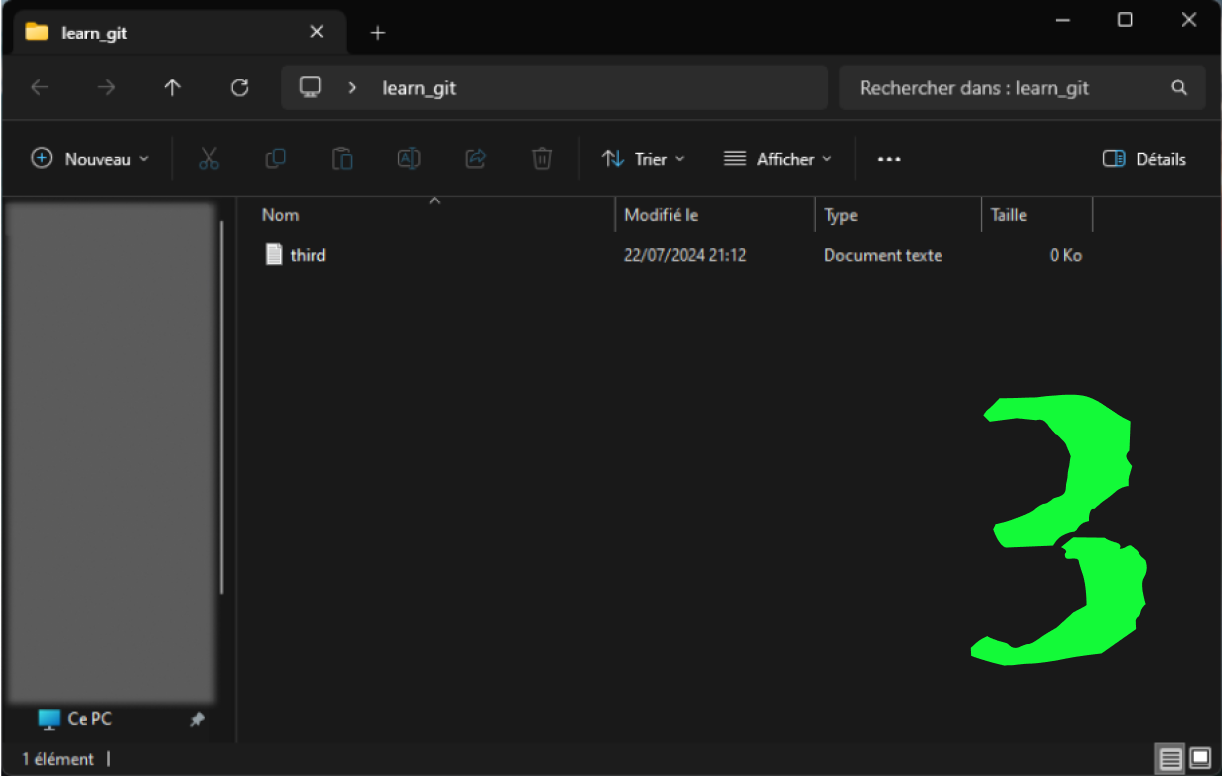 learn_git
learn_git
Rechercher dans : learn_git
Nouveau
Trier
Afficher
Détails
Nom Modifié le Type Taille
third 22/07/2024 21:12 Document texte 0 Ko
3
Ce PC
1 élément